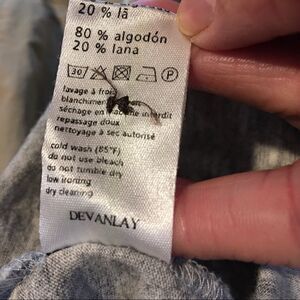 20 % lã
80 % algodón
20 % lana
30 P
lavage à froid
blanchiment interdit
séchage en machine interdit
repassage doux
nettoyage à sec autorisé
cold wash (85°F)
do not use bleach
do not tumble dry
low ironing
dry cleaning
DEVANLAY